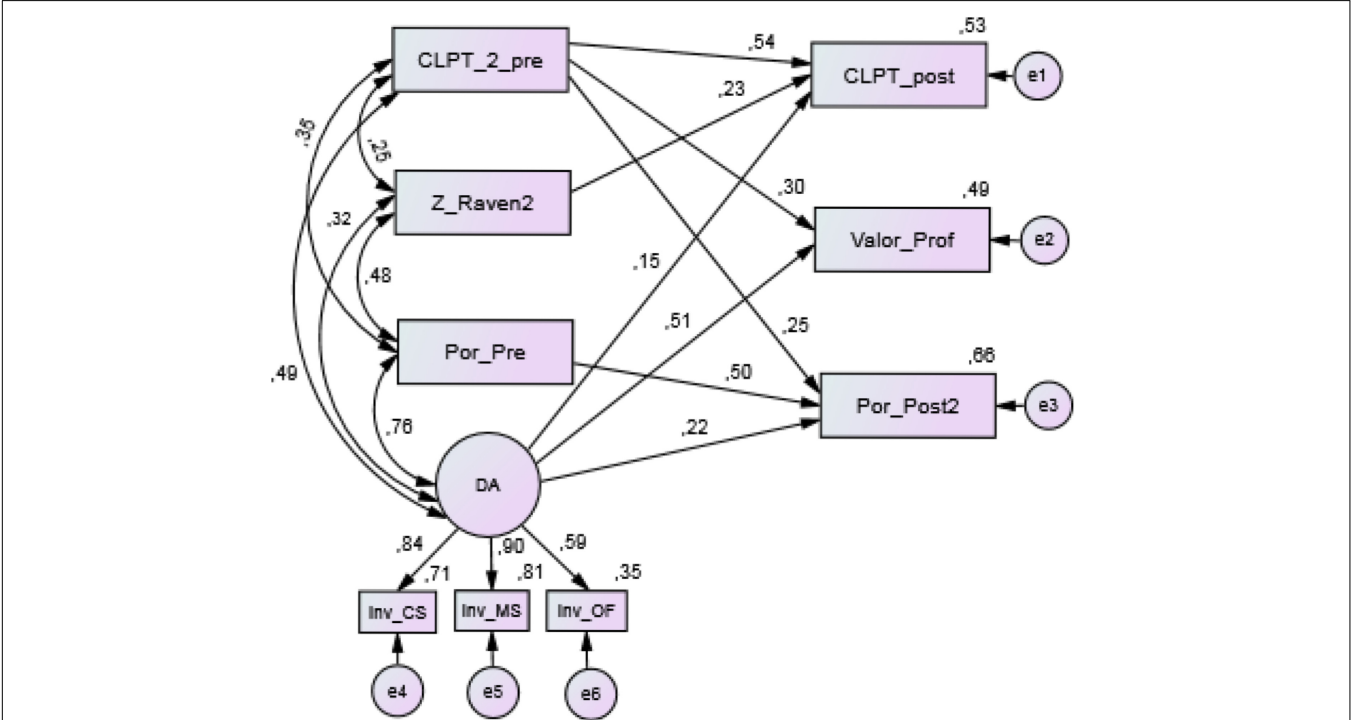 ,53
CLPT_2_pre
,54
CLPT_post
e1
,23
,35
,25
Z_Raven2
,30
,49
,32
Valor_Prof
e2
,15
,48
,51
,25
Por_Pre
,66
,49
,50
Por_Post2
e3
,76
,22
DA
,84
,90
,59
,71
,81
,35
Inv_CS
Inv_MS
Inv_OF
e4
e5
e6